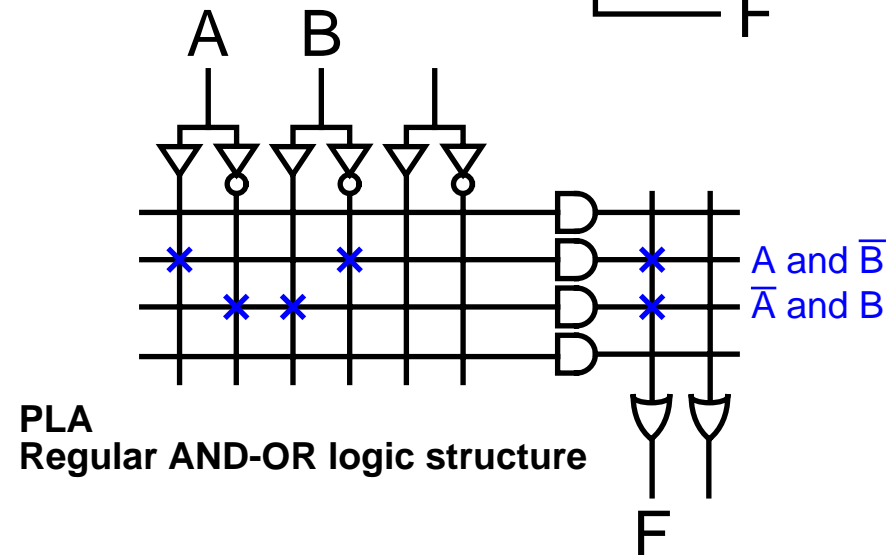 F
A B
A and B̅
A̅ and B
PLA
Regular AND-OR logic structure
F